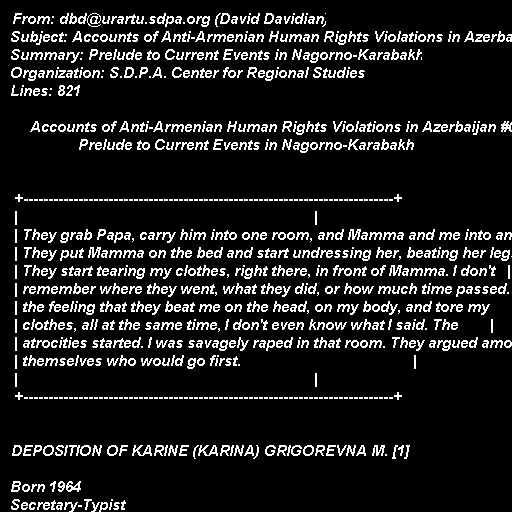 From: dbd@urartu.sdpa.org (David Davidian)
Subject: Accounts of Anti-Armenian Human Rights Violations in
Summary: Prelude to Current Events in Nagorno-Karabakh
Organization: S.D.P.A. Center for Regional Studies
Lines: 821
Accounts of Anti-Armenian Human Rights Violations in Azerbaijan
Prelude to Current Events in Nagorno-Karabakh
+--------------------------------------------------------------------------+
| |
| They grab Papa, carry him into one room, and Mamma and me into
| They put Mamma on the bed and start undressing her, beating her
| They start tearing my clothes, right there, in front of Mamma. I don't |
| remember where they went, what they did, or how much time passed.
| the feeling that they beat me on the head, on my body, and tore my
| clothes, all at the same time, I don't even know what I said. The |
| atrocities started. I was savagely raped in that room. They argued
| themselves who would go first. |
| |
+--------------------------------------------------------------------------+
DEPOSITION OF KARINE (KARINA) GRIGOREVNA M. [1]
Born 1964
Secretary-Typist